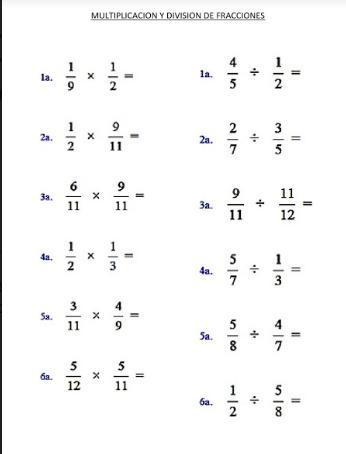 MULTIPLICACION Y DIVISION DE FRACCIONES
1a. 1/9 × 1/2 =
2a. 1/2 × 9/11 =
3a. 6/11 × 9/11 =
4a. 1/2 × 1/3 =
5a. 3/11 × 4/9 =
6a. 5/12 × 5/11 =
1a. 4/5 ÷ 1/2 =
2a. 2/7 ÷ 3/5 =
3a. 9/11 ÷ 11/12 =
4a. 5/7 ÷ 1/3 =
5a. 5/8 ÷ 4/7 =
6a. 1/2 ÷ 5/8 =